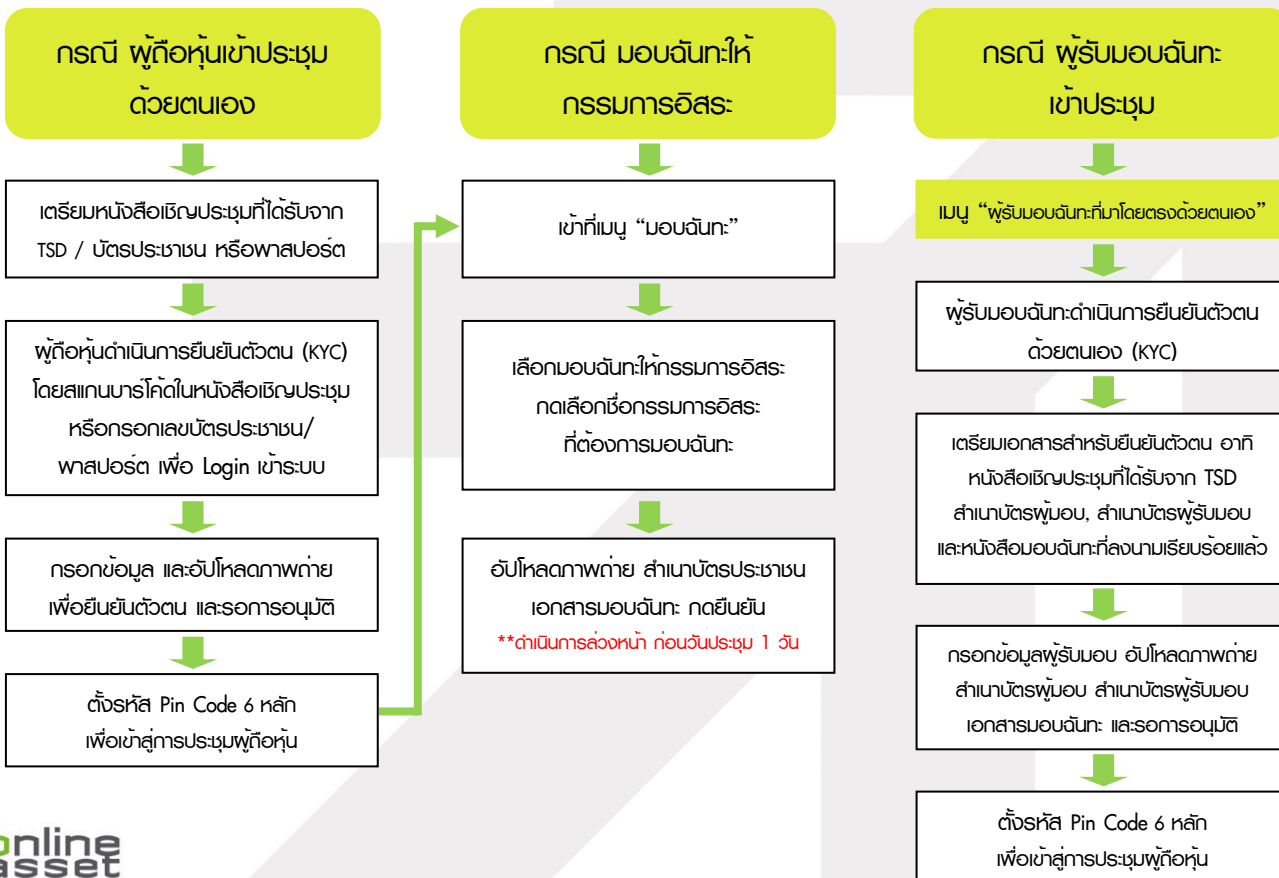 กรณี ผู้ถือหุ้นเข้าประชุม
ด้วยตนเอง
เตรียมหนังสือเชิญประชุมที่ได้รับจาก
TSD / บัตรประชาชน หรือพาสปอร์ต
ผู้ถือหุ้นดำเนินการยืนยันตัวตน (KYC)
โดยสแกนบาร์โค้ดในหนังสือเชิญประชุม
หรือกรอกเลขบัตรประชาชน/
พาสปอร์ต เพื่อ Login เข้าระบบ
กรอกข้อมูล และอัปโหลดภาพถ่าย
เพื่อยืนยันตัวตน และรอการอนุมัติ
ตั้งรหัส Pin Code 6 หลัก
เพื่อเข้าสู่การประชุมผู้ถือหุ้น
กรณี มอบฉันทะให้
กรรมการอิสระ
เข้าที่เมนู “มอบฉันทะ”
เลือกมอบฉันทะให้กรรมการอิสระ
กดเลือกชื่อกรรมการอิสระ
ที่ต้องการมอบฉันทะ
อัปโหลดภาพถ่าย สำเนาบัตรประชาชน
เอกสารมอบฉันทะ กดยืนยัน
**ดำเนินการล่วงหน้า ก่อนวันประชุม 1 วัน
กรณี ผู้รับมอบฉันทะ
เข้าประชุม
เมนู “ผู้รับมอบฉันทะที่มาโดยตรงด้วยตนเอง”
ผู้รับมอบฉันทะดำเนินการยืนยันตัวตน
ด้วยตนเอง (KYC)
เตรียมเอกสารสำหรับยืนยันตัวตน อาทิ
หนังสือเชิญประชุมที่ได้รับจาก TSD
สำเนาบัตรผู้มอบ, สำเนาบัตรผู้รับมอบ
และหนังสือมอบฉันทะที่ลงนามเรียบร้อยแล้ว
กรอกข้อมูลผู้รับมอบ อัปโหลดภาพถ่าย
สำเนาบัตรผู้มอบ สำเนาบัตรผู้รับมอบ
เอกสารมอบฉันทะ และรอการอนุมัติ
ตั้งรหัส Pin Code 6 หลัก
เพื่อเข้าสู่การประชุมผู้ถือหุ้น
online
asset